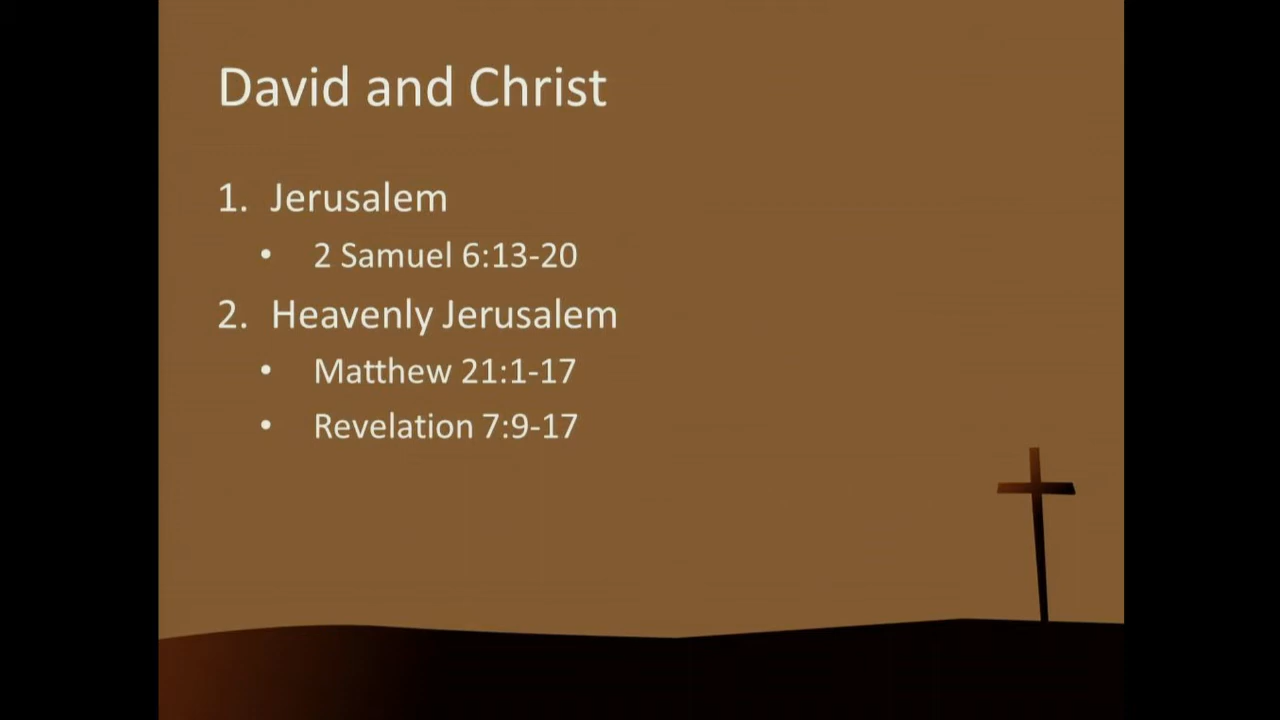 David and Christ
1. Jerusalem
• 2 Samuel 6:13-20
2. Heavenly Jerusalem
• Matthew 21:1-17
• Revelation 7:9-17